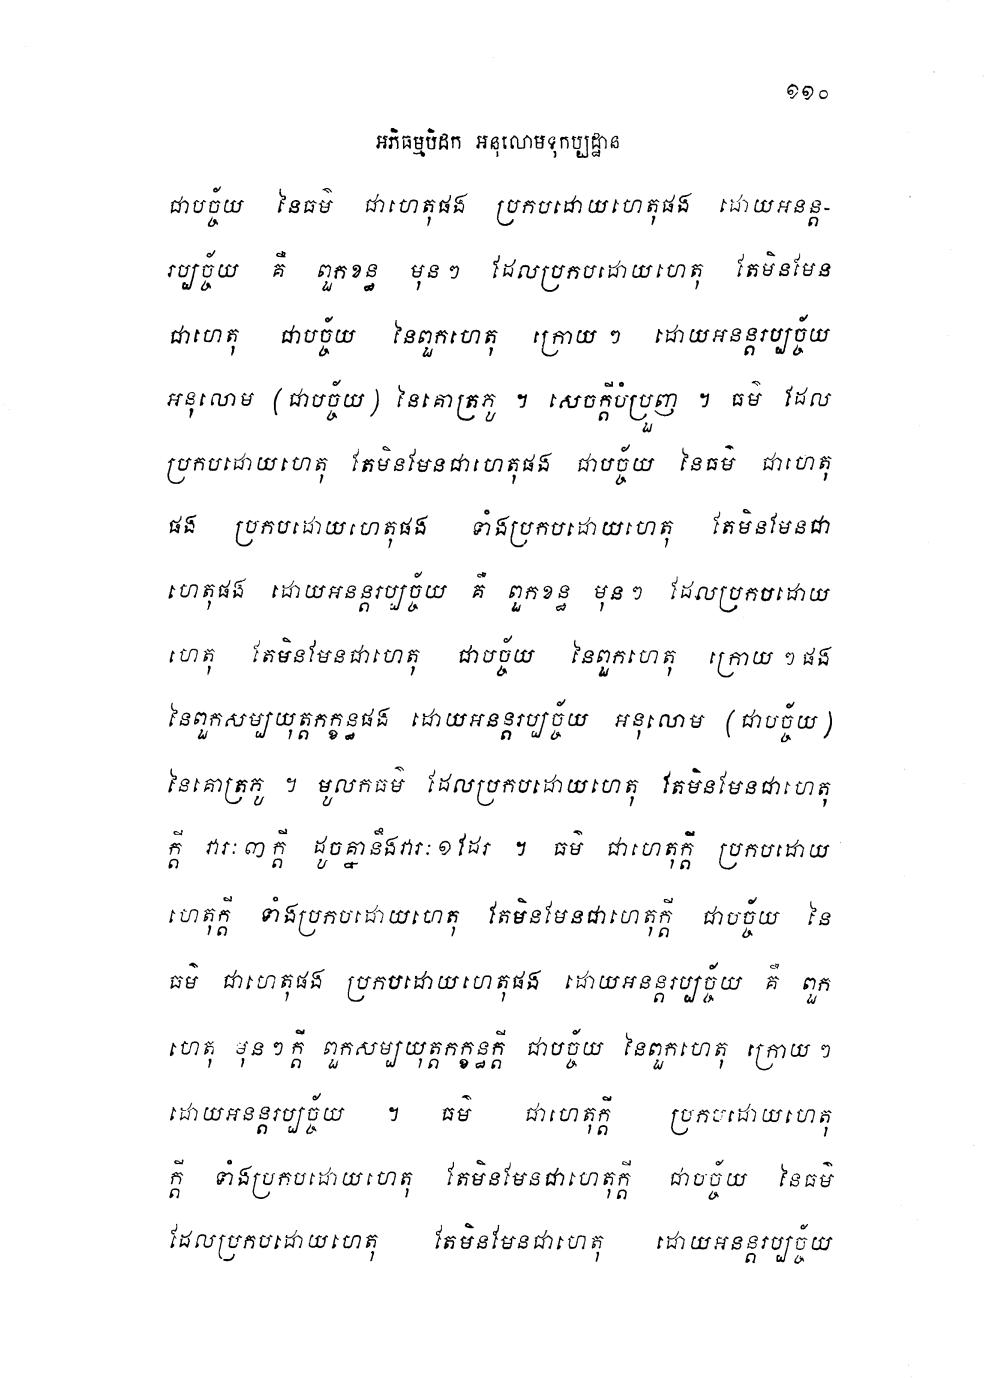 ១១០
អភិធម្មបិដក អនុលោមទុកប្បដ្ឋាន
ជាបច្ច័យ នៃធម៌ ជាហេតុផង ប្រកបដោយហេតុផង ដោយអនន្ត-
រប្បច្ច័យ គឺ ពួកខន្ធ មុនៗ ដែលប្រកបដោយហេតុ តែមិនមែន
ជាហេតុ ជាបច្ច័យ នៃពួកហេតុ ក្រោយៗ ដោយអនន្តរប្បច្ច័យ
អនុលោម (ជាបច្ច័យ) នៃគោត្រភូ ។ សេចក្តីបំប្រួញ ។ ធម៌ ដែល
ប្រកបដោយហេតុ តែមិនមែនជាហេតុផង ជាបច្ច័យ នៃធម៌ ជាហេតុ
ផង ប្រកបដោយហេតុផង ទាំងប្រកបដោយហេតុ តែមិនមែនជា
ហេតុផង ដោយអនន្តរប្បច្ច័យ គឺ ពួកខន្ធ មុនៗ ដែលប្រកបដោយ
ហេតុ តែមិនមែនជាហេតុ ជាបច្ច័យ នៃពួកហេតុ ក្រោយៗផង
នៃពួកសម្បយុត្តកក្ខន្ធផង ដោយអនន្តរប្បច្ច័យ អនុលោម (ជាបច្ច័យ)
នៃគោត្រភូ ។ មូលកធម៌ ដែលប្រកបដោយហេតុ តែមិនមែនជាហេតុ
ក្តី វារៈ៣ក្តី ដូចគ្នានឹងវារៈ១ដែរ ។ ធម៌ ជាហេតុក្តី ប្រកបដោយ
ហេតុក្តី ទាំងប្រកបដោយហេតុ តែមិនមែនជាហេតុក្តី ជាបច្ច័យ នៃ
ធម៌ ជាហេតុផង ប្រកបដោយហេតុផង ដោយអនន្តរប្បច្ច័យ គឺ ពួក
ហេតុ មុនៗក្តី ពួកសម្បយុត្តកក្ខន្ធក្តី ជាបច្ច័យ នៃពួកហេតុ ក្រោយៗ
ដោយអនន្តរប្បច្ច័យ ។ ធម៌ ជាហេតុក្តី ប្រកបដោយហេតុ
ក្តី ទាំងប្រកបដោយហេតុ តែមិនមែនជាហេតុក្តី ជាបច្ច័យ នៃធម៌
ដែលប្រកបដោយហេតុ តែមិនមែនជាហេតុ ដោយអនន្តរប្បច្ច័យ